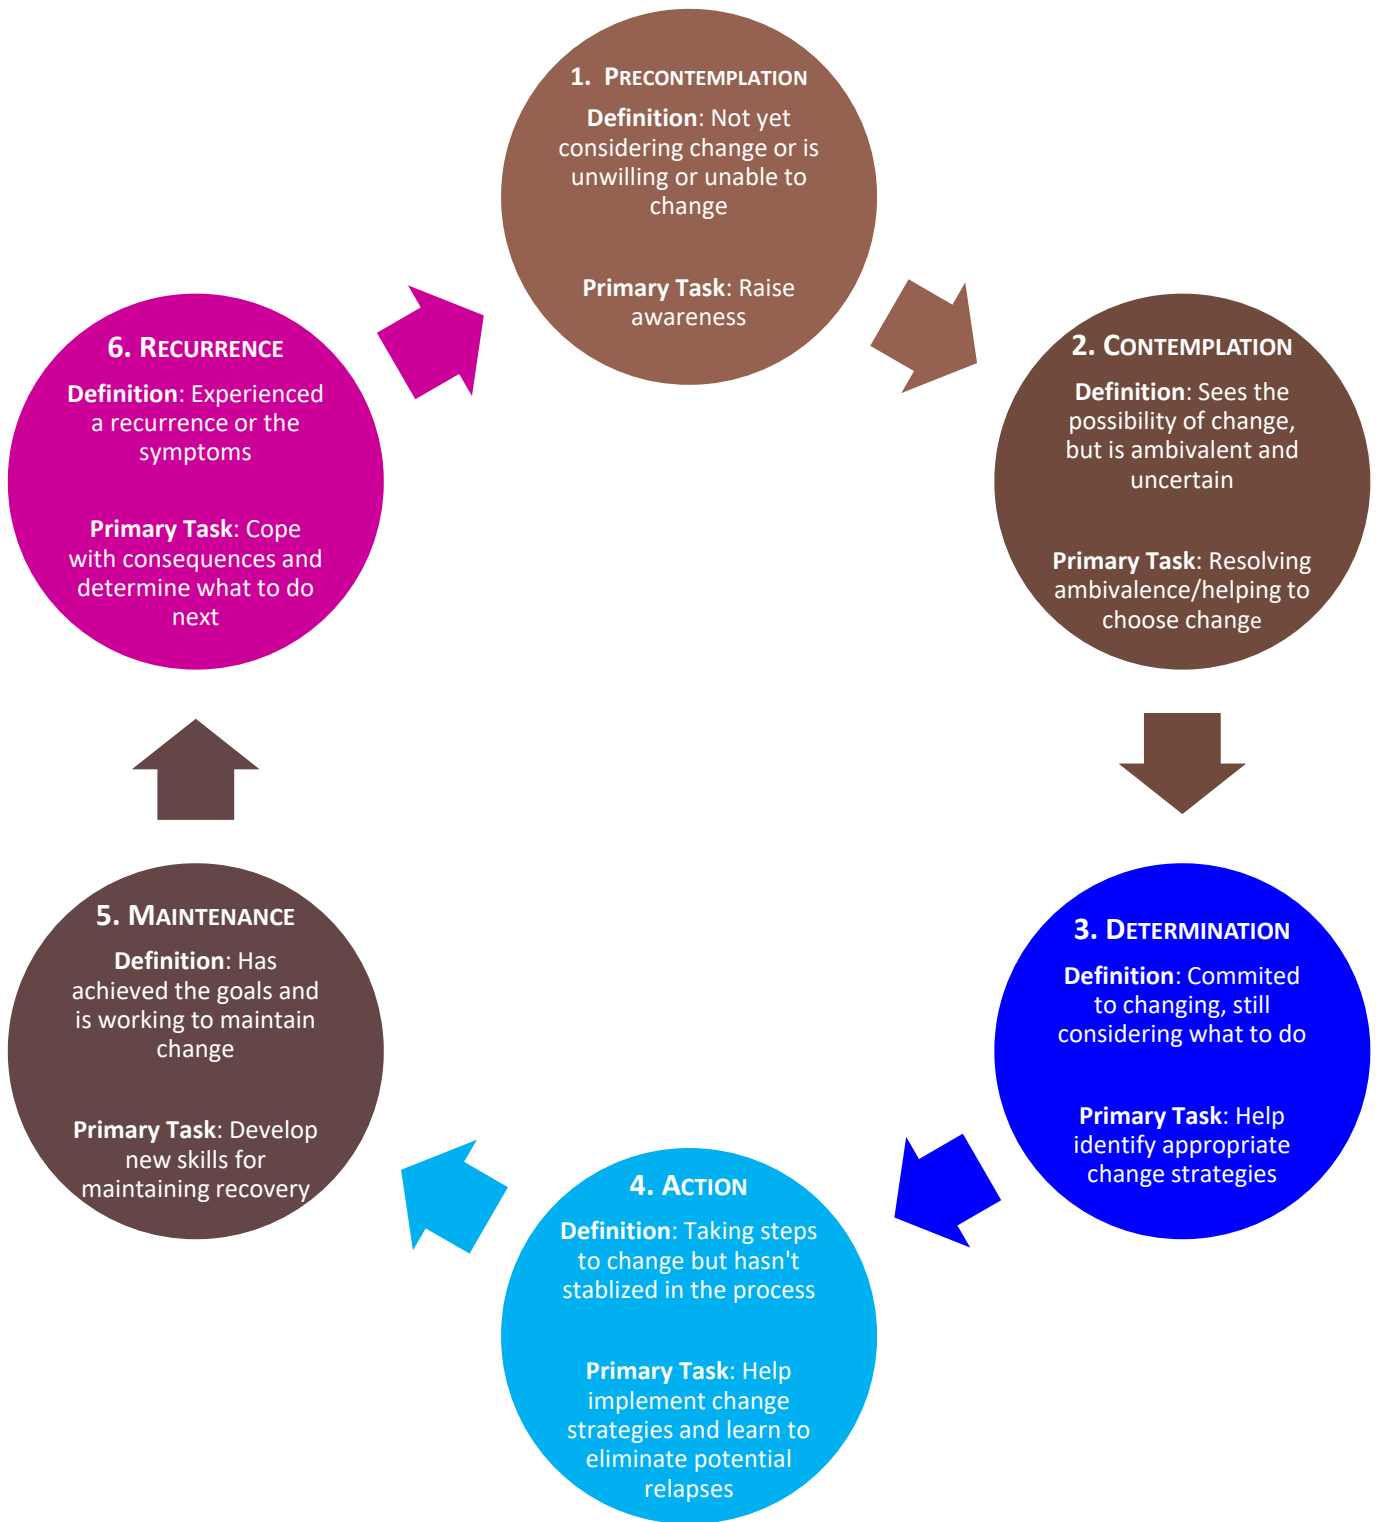 1. PRECONTEMPLATION
Definition: Not yet
considering change or is
unwilling or unable to
change
Primary Task: Raise
awareness
2. CONTEMPLATION
Definition: Sees the
possibility of change,
but is ambivalent and
uncertain
Primary Task: Resolving
ambivalence/helping to
choose change
3. DETERMINATION
Definition: Commited
to changing, still
considering what to do
Primary Task: Help
identify appropriate
change strategies
4. ACTION
Definition: Taking steps
to change but hasn't
stablized in the process
Primary Task: Help
implement change
strategies and learn to
eliminate potential
relapses
5. MAINTENANCE
Definition: Has
achieved the goals and
is working to maintain
change
Primary Task: Develop
new skills for
maintaining recovery
6. RECURRENCE
Definition: Experienced
a recurrence or the
symptoms
Primary Task: Cope
with consequences and
determine what to do
next